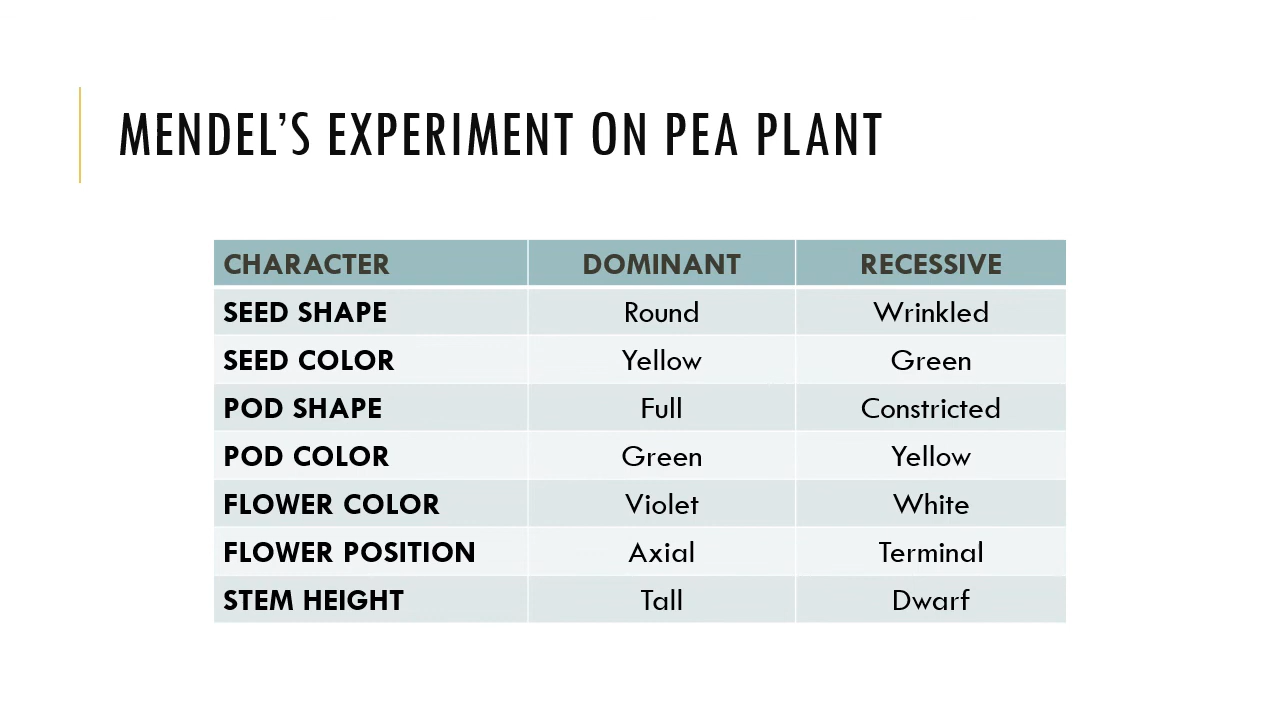 MENDEL'S EXPERIMENT ON PEA PLANT
CHARACTER DOMINANT RECESSIVE
SEED SHAPE Round Wrinkled
SEED COLOR Yellow Green
POD SHAPE Full Constricted
POD COLOR Green Yellow
FLOWER COLOR Violet White
FLOWER POSITION Axial Terminal
STEM HEIGHT Tall Dwarf